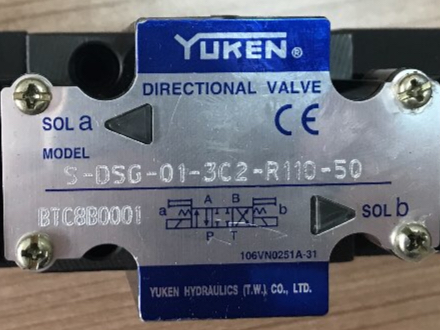 YUKEN®
DIRECTIONAL VALVE
SOL a
CE
MODEL
S-DSG-01-3C2-R110-50
BTC8B0001
A B
a b
P T
SOL b
106VN0251A-31
YUKEN HYDRAULICS (T.W.) CO., LTD.